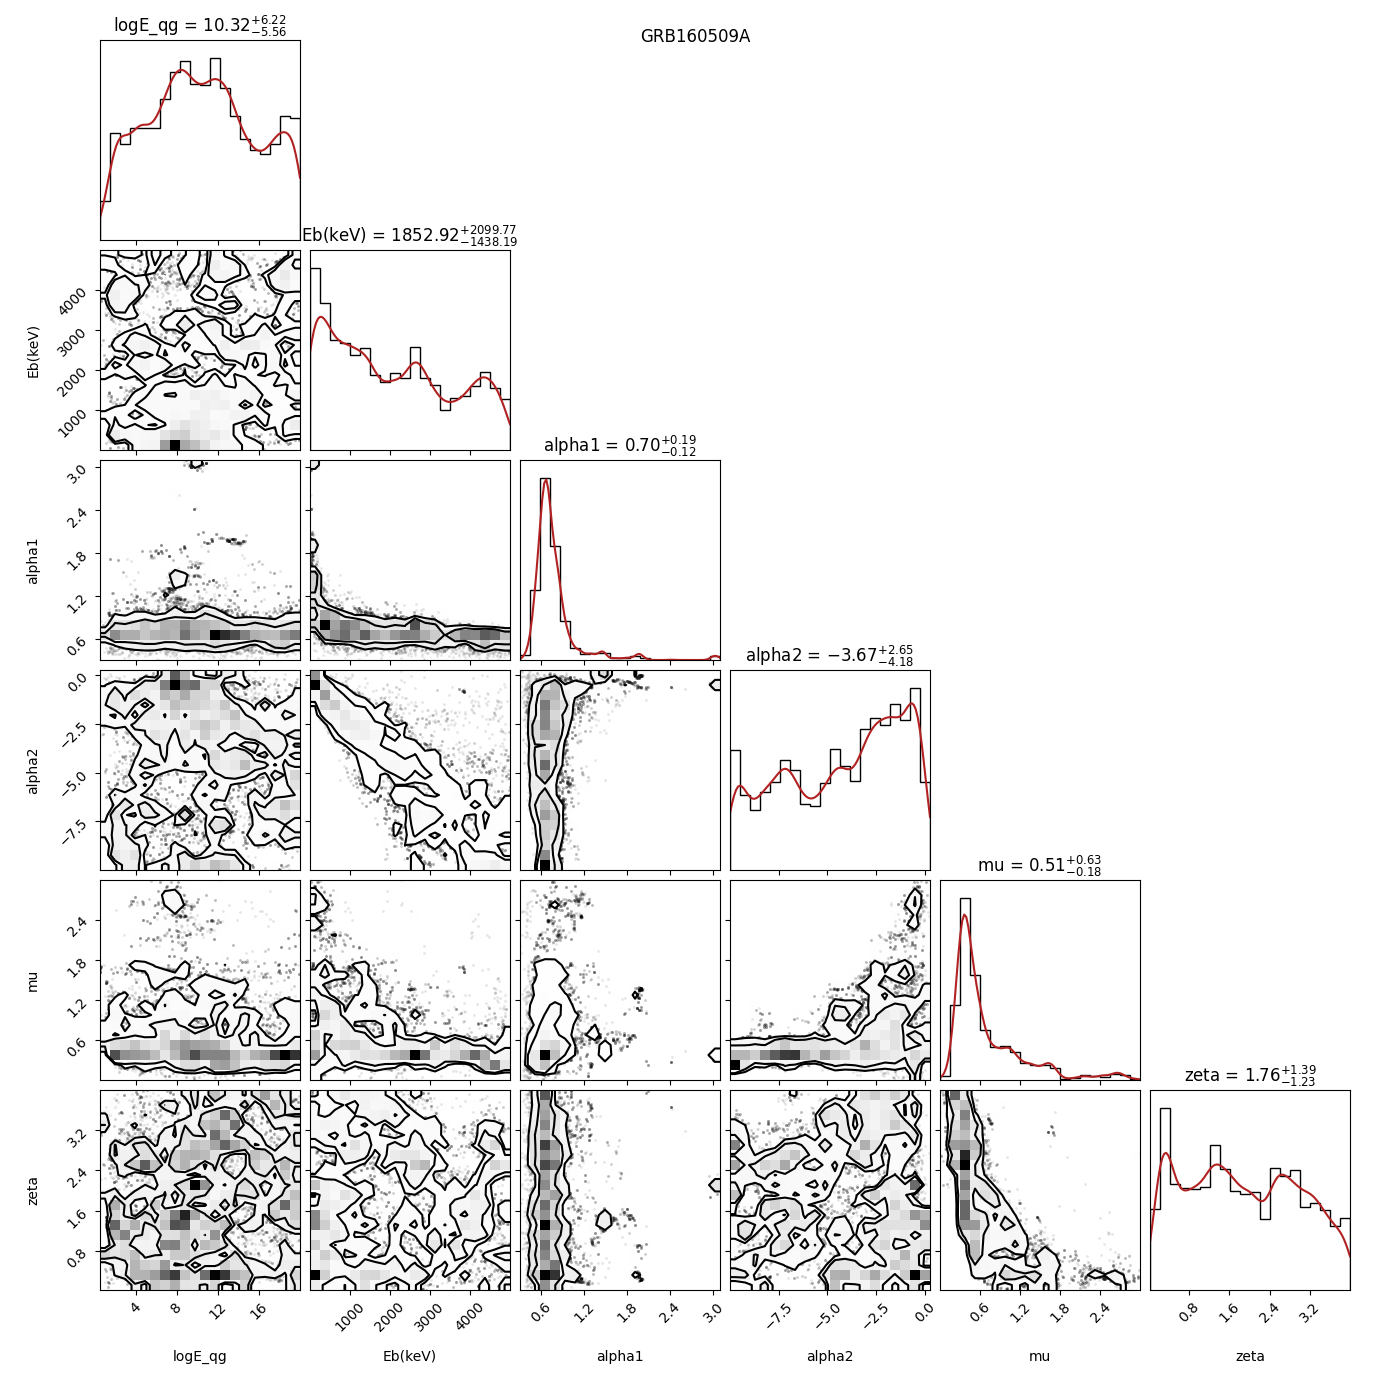 logE_qg = 10.32+6.22−5.56
GRB160509A
Eb(keV) = 1852.92+2099.77−1438.19
4000
3000
2000
1000
Eb(keV)
alpha1 = 0.70+0.19−0.12
3.0
2.4
1.8
1.2
0.6
alpha1
alpha2 = −3.67+2.65−4.18
0.0
−2.5
−5.0
−7.5
alpha2
mu = 0.51+0.63−0.18
2.4
1.8
1.2
0.6
mu
zeta = 1.76+1.39−1.23
3.2
2.4
1.6
0.8
zeta
4 8 12 16
1000 2000 3000 4000
0.6 1.2 1.8 2.4 3.0
−7.5 −5.0 −2.5 0.0
0.6 1.2 1.8 2.4
0.8 1.6 2.4 3.2
logE_qg Eb(keV) alpha1 alpha2 mu zeta